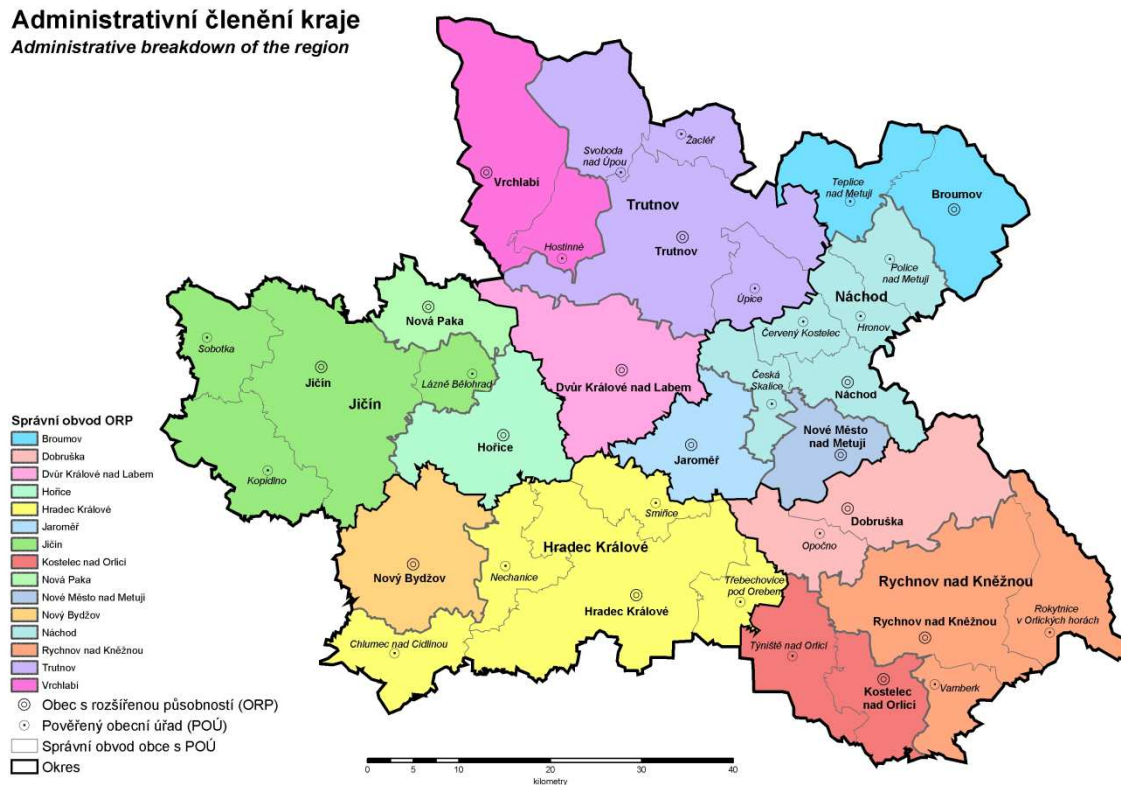 Administrativní členění kraje
Administrative breakdown of the region
Žacléř
Svoboda
nad Úpou
Vrchlabí
Teplice
nad Metují
Broumov
Trutnov
Trutnov
Hostinné
Police
nad Metují
Úpice
Náchod
Nová Paka
Červený Kostelec
Hronov
Sobotka
Jičín
Lázně Bělohrad
Dvůr Králové nad Labem
Česká
Skalice
Náchod
Jičín
Hořice
Jaroměř
Nové Město
nad Metují
Kopidlno
Smiřice
Dobruška
Opočno
Hradec Králové
Nový Bydžov
Nechanice
Třebechovice
pod Orebem
Rychnov nad Kněžnou
Hradec Králové
Rychnov nad Kněžnou
Rokytnice
v Orlických horách
Chlumec nad Cidlinou
Týniště nad Orlicí
Kostelec
nad Orlicí
Vamberk
Správní obvod ORP
Broumov
Dobruška
Dvůr Králové nad Labem
Hořice
Hradec Králové
Jaroměř
Jičín
Kostelec nad Orlicí
Nová Paka
Nové Město nad Metují
Nový Bydžov
Náchod
Rychnov nad Kněžnou
Trutnov
Vrchlabí
Obec s rozšířenou působností (ORP)
Pověřený obecní úřad (POÚ)
Správní obvod obce s POÚ
Okres
0 5 10 20 30 40
kilometry